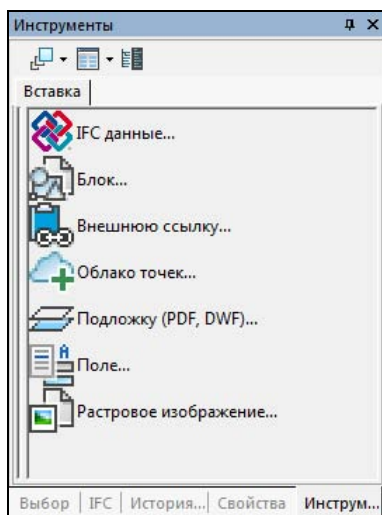 Инструменты
Вставка
IFC данные...
Блок...
Внешнюю ссылку...
Облако точек...
Подложку (PDF, DWF)...
Поле...
Растровое изображение...
Выбор IFC История... Свойства Инструм...